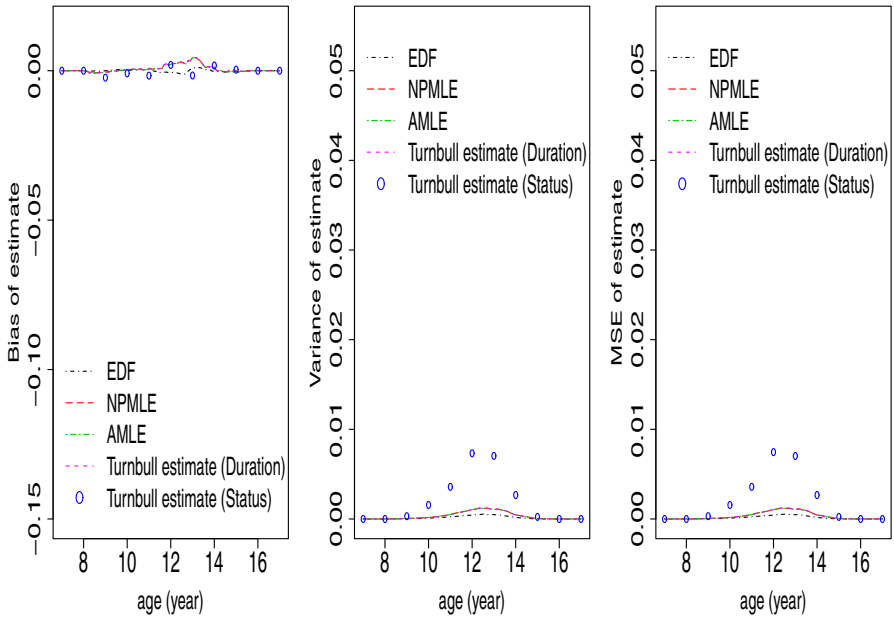 Bias of estimate
0.00
−0.05
−0.10
−0.15
EDF
NPMLE
AMLE
Turnbull estimate (Duration)
Turnbull estimate (Status)
8 10 12 14 16
age (year)
Variance of estimate
0.05
0.04
0.03
0.02
0.01
0.00
EDF
NPMLE
AMLE
Turnbull estimate (Duration)
Turnbull estimate (Status)
8 10 12 14 16
age (year)
MSE of estimate
0.05
0.04
0.03
0.02
0.01
0.00
EDF
NPMLE
AMLE
Turnbull estimate (Duration)
Turnbull estimate (Status)
8 10 12 14 16
age (year)